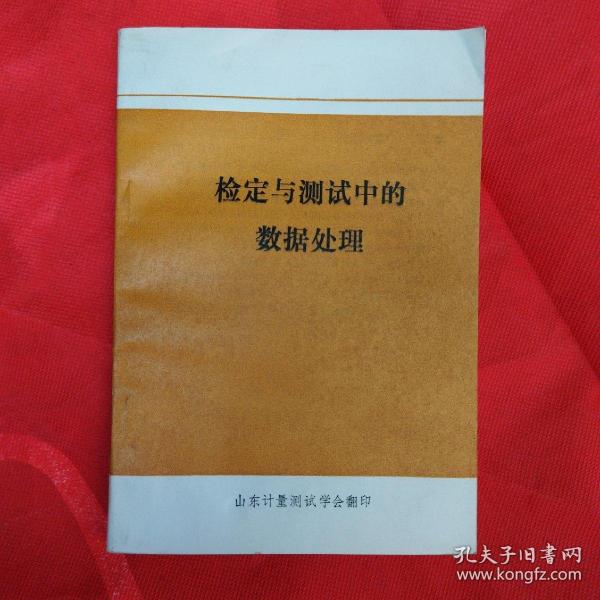 检定与测试中的
数据处理
山东计量测试学会翻印
孔夫子旧书网
www.kongfz.com